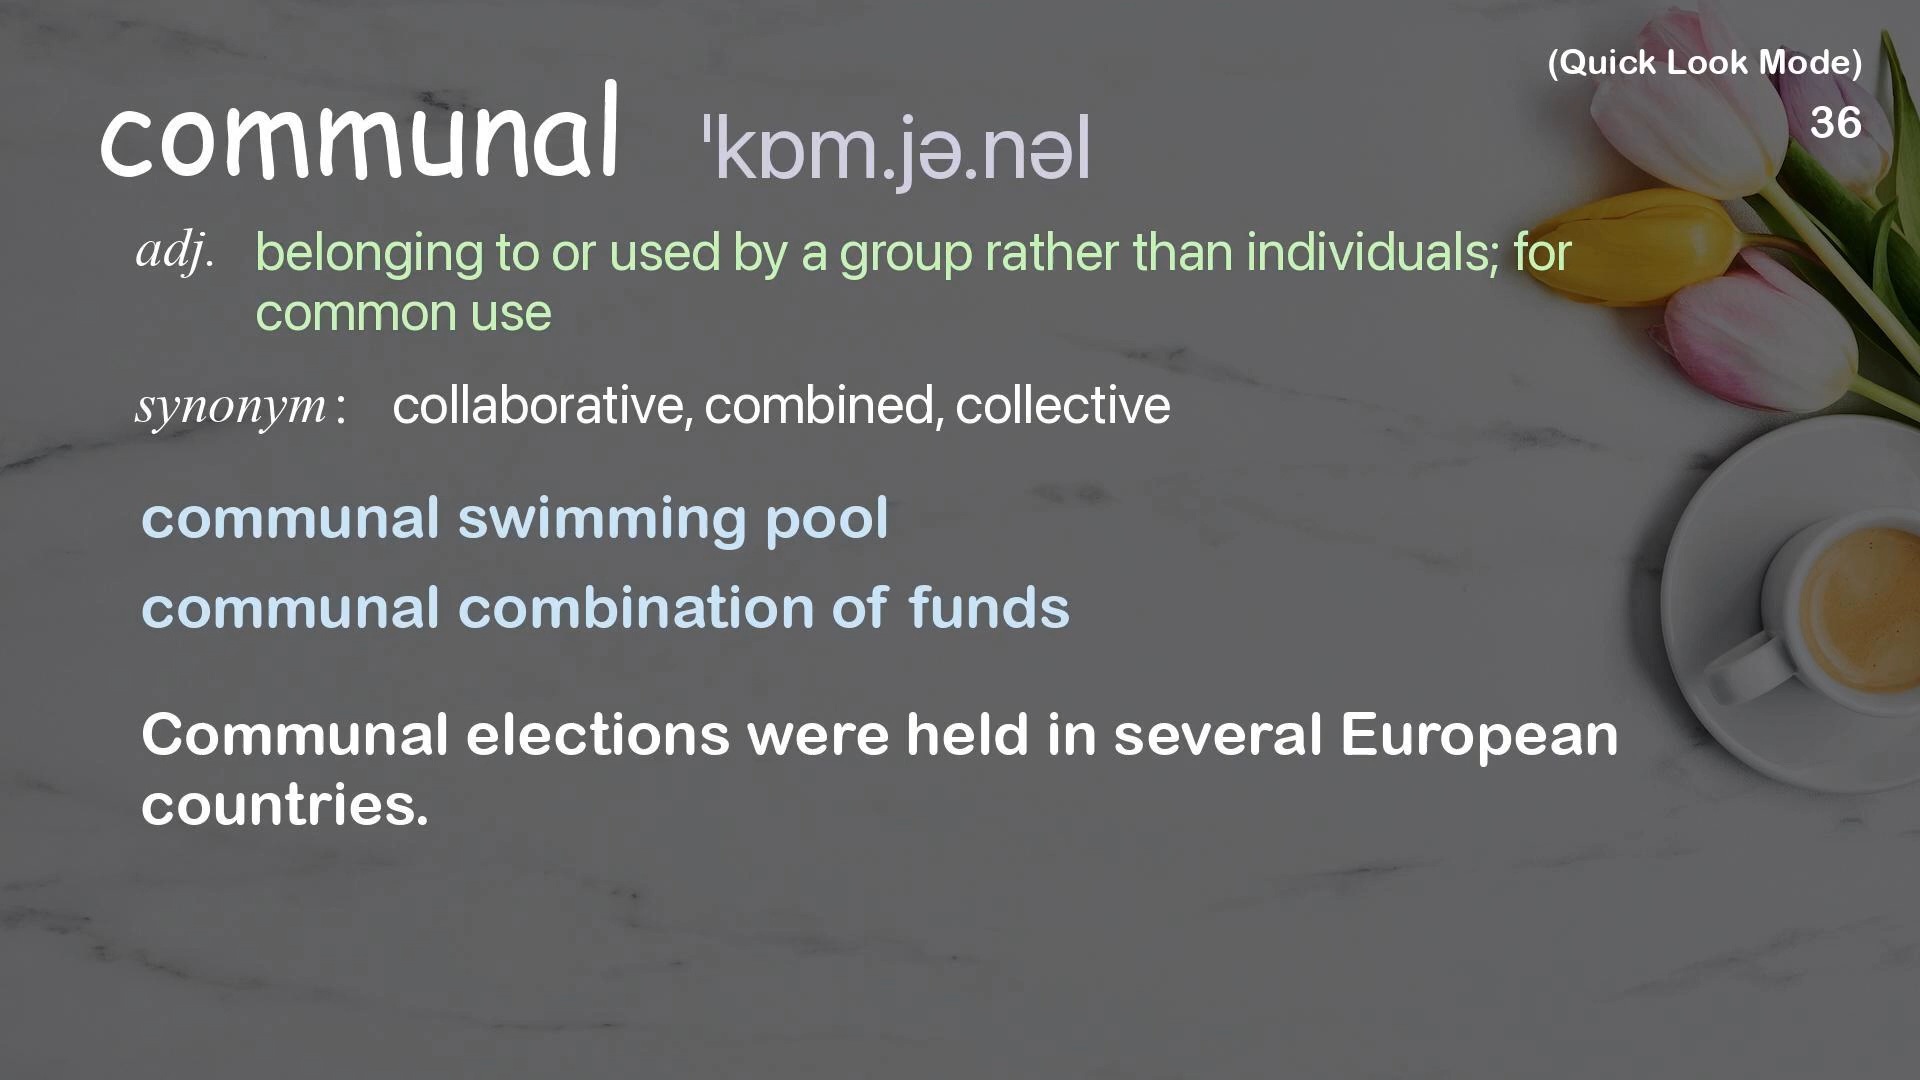 (Quick Look Mode)
36
communal ˈkɒm.jə.nəl
adj. belonging to or used by a group rather than individuals; for
common use
synonym : collaborative, combined, collective
communal swimming pool
communal combination of funds
Communal elections were held in several European
countries.